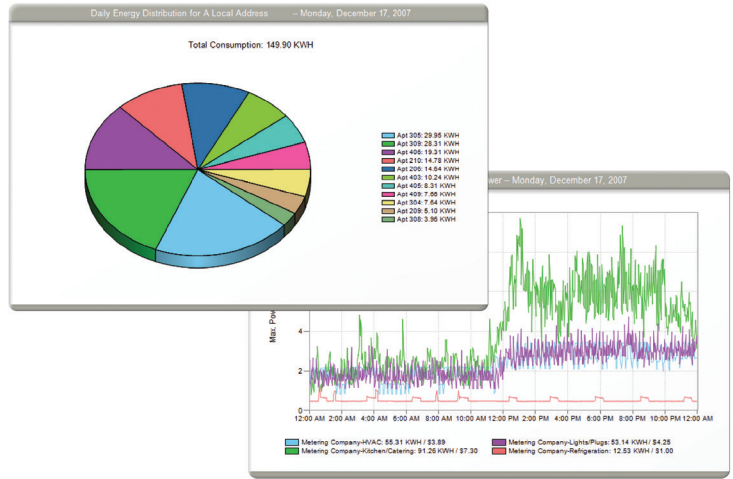 Daily Energy Distribution for A Local Address – Monday, December 17, 2007
Total Consumption: 149.90 KWH
Apt 305: 29.95 KWH
Apt 309: 28.31 KWH
Apt 406: 19.31 KWH
Apt 210: 14.78 KWH
Apt 206: 14.64 KWH
Apt 403: 10.24 KWH
Apt 405: 8.31 KWH
Apt 409: 7.66 KWH
Apt 304: 7.64 KWH
Apt 209: 5.10 KWH
Apt 308: 3.95 KWH
wer – Monday, December 17, 2007
Max. Pow
4
2
0
12:00 AM 2:00 AM 4:00 AM 6:00 AM 8:00 AM 10:00 AM 12:00 PM 2:00 PM 4:00 PM 6:00 PM 8:00 PM 10:00 PM 12:00 AM
Metering Company-HVAC: 55.31 KWH / $3.89 Metering Company-Lights/Plugs: 53.14 KWH / $4.25
Metering Company-Kitchen/Catering: 91.26 KWH / $7.30 Metering Company-Refrigeration: 12.53 KWH / $1.00